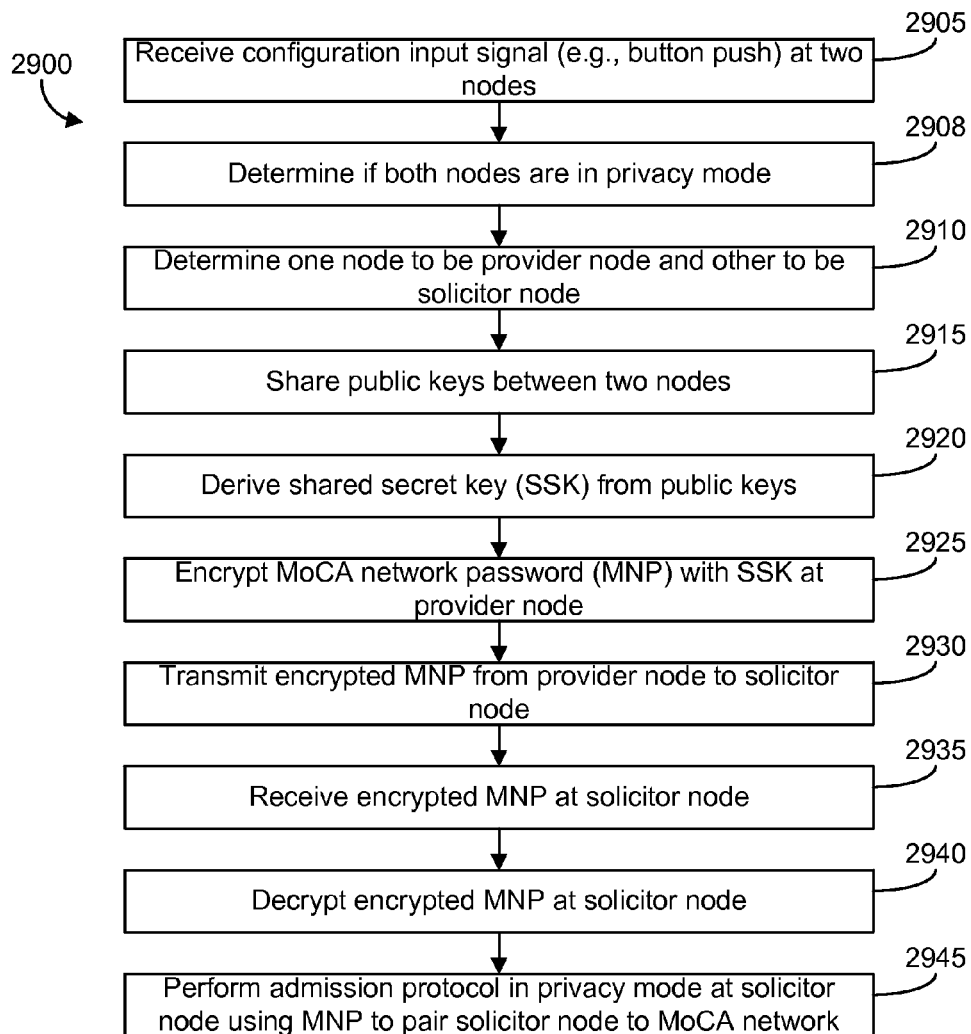 2900
2905
Receive configuration input signal (e.g., button push) at two
nodes
2908
Determine if both nodes are in privacy mode
2910
Determine one node to be provider node and other to be
solicitor node
2915
Share public keys between two nodes
2920
Derive shared secret key (SSK) from public keys
2925
Encrypt MoCA network password (MNP) with SSK at
provider node
2930
Transmit encrypted MNP from provider node to solicitor
node
2935
Receive encrypted MNP at solicitor node
2940
Decrypt encrypted MNP at solicitor node
2945
Perform admission protocol in privacy mode at solicitor
node using MNP to pair solicitor node to MoCA network